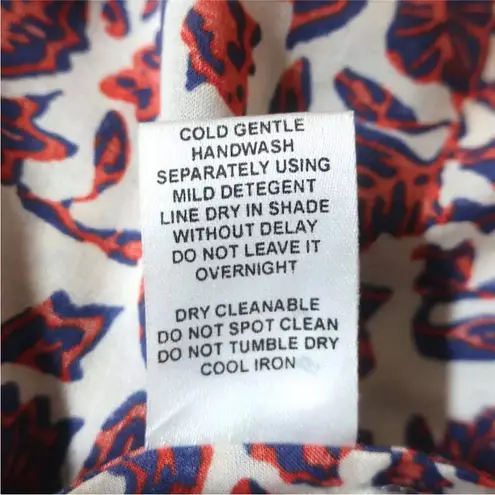 COLD GENTLE
HANDWASH
SEPARATELY USING
MILD DETEGENT
LINE DRY IN SHADE
WITHOUT DELAY
DO NOT LEAVE IT
OVERNIGHT
DRY CLEANABLE
DO NOT SPOT CLEAN
DO NOT TUMBLE DRY
COOL IRON